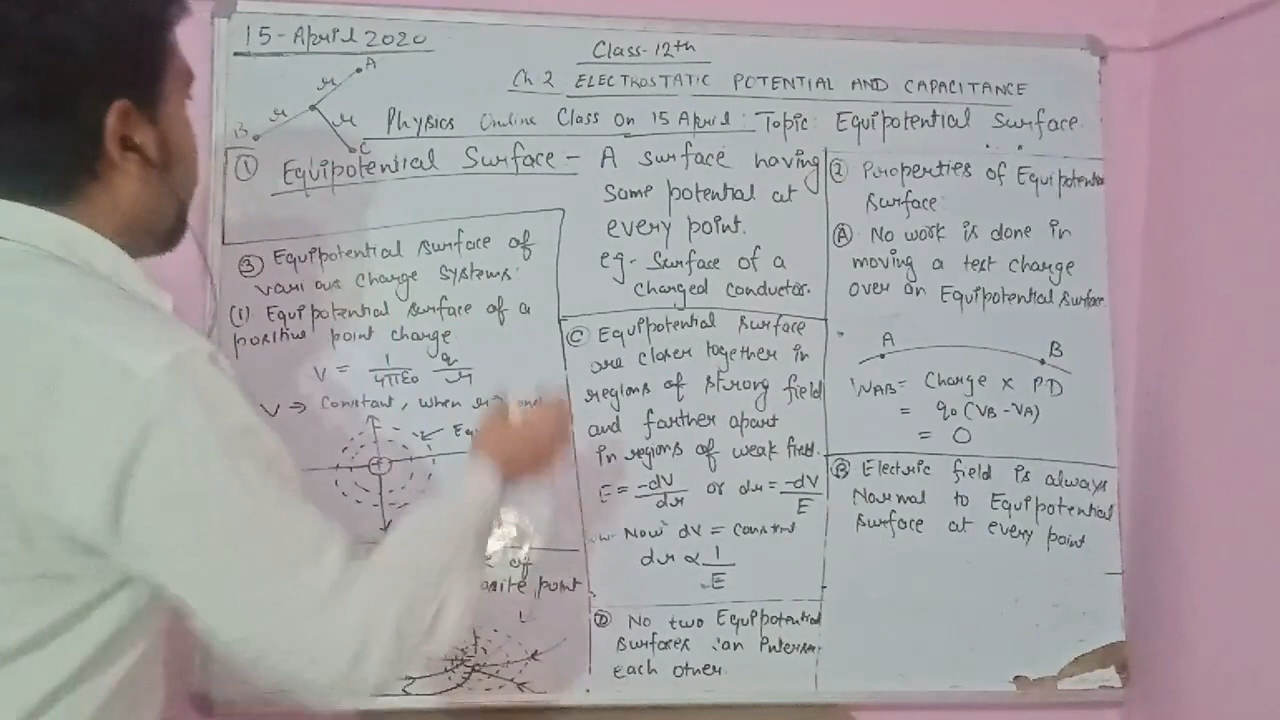 15-April 2020
Class-12th
Ch 2 ELECTROSTATIC POTENTIAL AND CAPACITANCE
Physics Online Class on 15 April: Topic: Equipotential Surface.
A
r
r
r
B
C
① Equipotential Surface -
A surface having
same potential at
every point.
eg- Surface of a
charged conductor.
② Properties of Equipotential
Surface:
Ⓐ No work is done in
moving a test charge
over an Equipotential Surface
A
B
WAB = Charge × PD
= q0 (VB - VA)
= 0
Ⓑ Electric field is always
Normal to Equipotential
Surface at every point
Ⓒ Equipotential Surface
are closer together in
regions of strong field
and farther apart
in regions of weak field.
E = -dV/dr or dr = -dV/E
Now dV = constant
dr ∝ 1/E
Ⓓ No two Equipotential
Surfaces can
each other.
③ Equipotential Surface of
various Charge Systems:
(i) Equipotential Surface of a
positive point charge
V = 1/4πε0 q/r
V ⇒ Constant, when
+
of
point